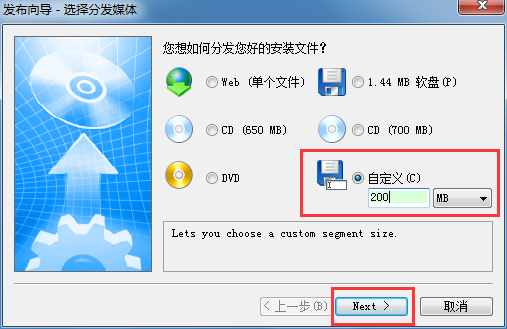 发布向导 - 选择分发媒体
您想如何分发您好的安装文件?
Web (单个文件)
1.44 MB 软盘(P)
CD (650 MB)
CD (700 MB)
DVD
自定义(C)
200
MB
Lets you choose a custom segment size.
< 上一步(B)
Next >
取消